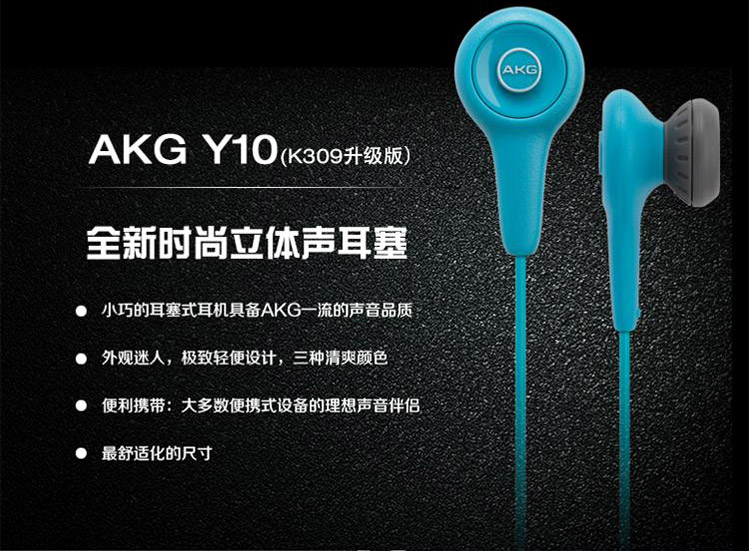 AKG
AKG Y10(K309升级版)
全新时尚立体声耳塞
小巧的耳塞式耳机具备AKG一流的声音品质
外观迷人，极致轻便设计，三种清爽颜色
便利携带：大多数便携式设备的理想声音伴侣
最舒适化的尺寸